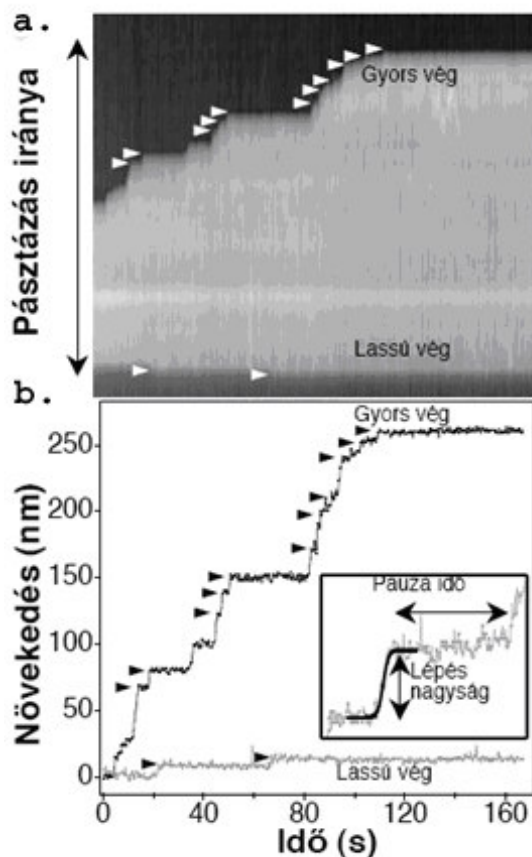 a.
Pásztázás iránya
Gyors vég
Lassú vég
b.
Növekedés (nm)
250
200
150
100
50
0
Gyors vég
Pauza idő
Lépés
nagyság
Lassú vég
0
40
80
120
160
Idő (s)